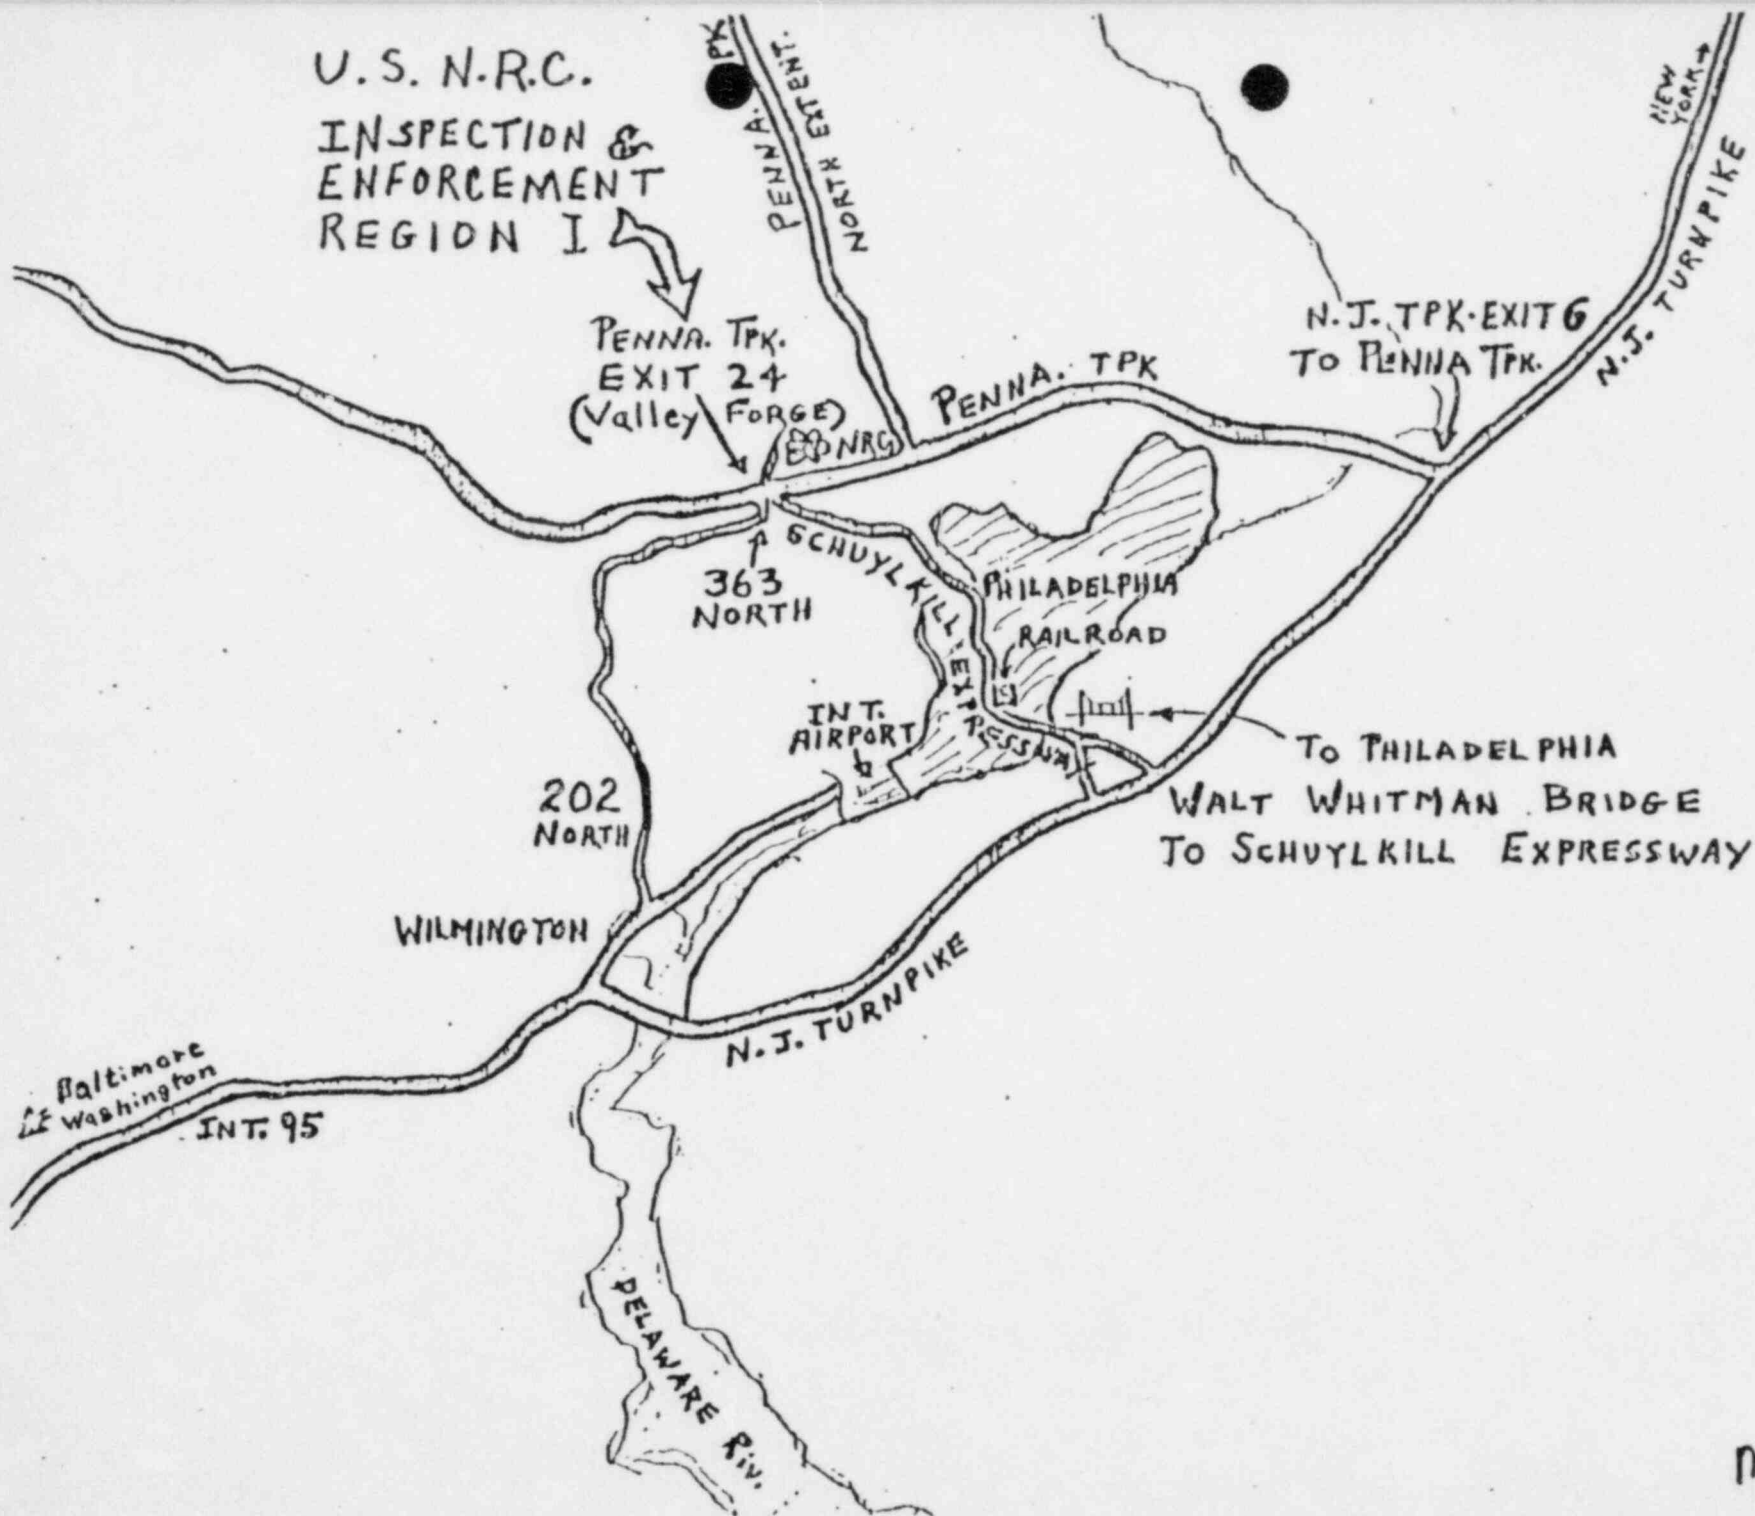 U.S. N.R.C.
INSPECTION &
ENFORCEMENT
REGION I
PENNA. PK
NORTH EXTENT.
NEW
YORK
N.J. TURNPIKE
PENNA. TPK.
EXIT 24
(Valley FORGE)
NRC
PENNA. TPK
N.J. TPK. EXIT 6
TO PENNA TPK.
363
NORTH
SCHUYLKILL EXPRESSWAY
PHILADELPHIA
RAILROAD
INT.
AIRPORT
TO PHILADELPHIA
WALT WHITMAN BRIDGE
TO SCHUYLKILL EXPRESSWAY
202
NORTH
WILMINGTON
N.J. TURNPIKE
Baltimore
Washington
INT. 95
DELAWARE Riv.